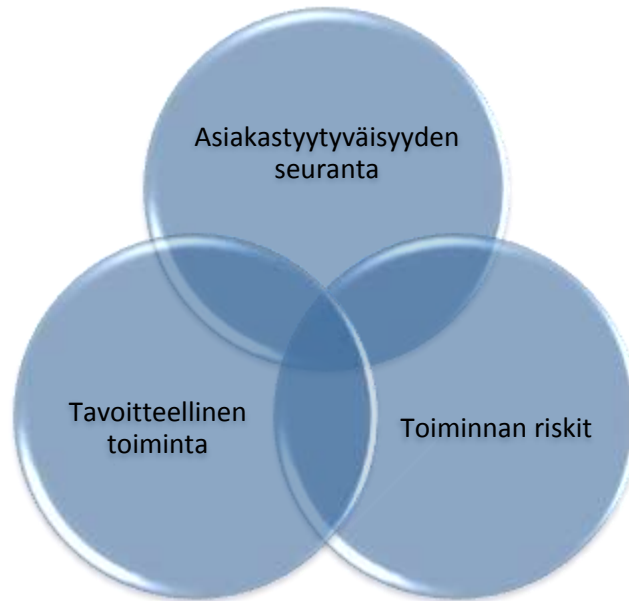 Asiakastyytyväisyyden
seuranta
Tavoitteellinen
toiminta
Toiminnan riskit